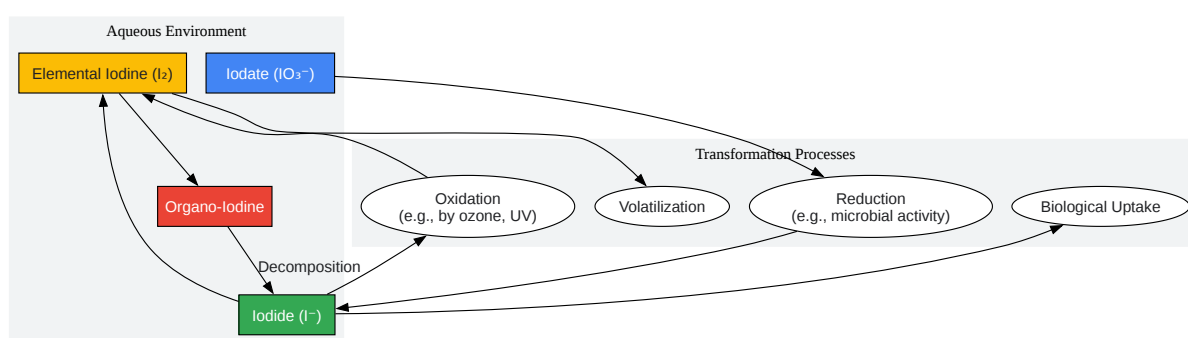 Aqueous Environment
Elemental Iodine (I₂)
Iodate (IO₃⁻)
Transformation Processes
Organo-Iodine
Oxidation
(e.g., by ozone, UV)
Volatilization
Reduction
(e.g., microbial activity)
Biological Uptake
Decomposition
Iodide (I⁻)